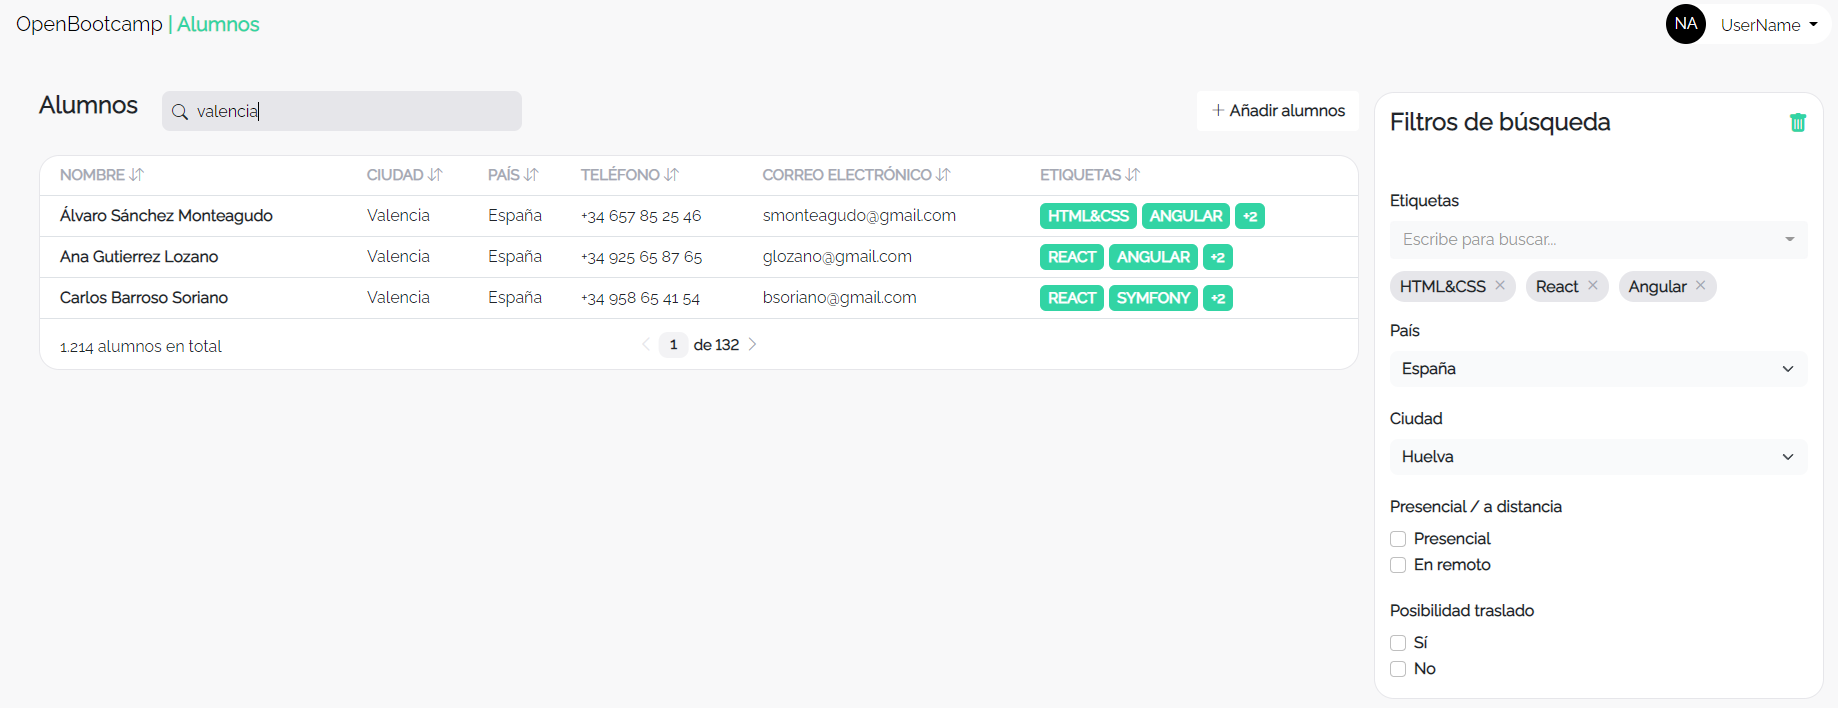 OpenBootcamp | Alumnos
NA UserName
Alumnos
valencia
+ Añadir alumnos
NOMBRE CIUDAD PAÍS TELÉFONO CORREO ELECTRÓNICO ETIQUETAS
Álvaro Sánchez Monteagudo Valencia España +34 657 85 25 46 smonteagudo@gmail.com HTML&CSS ANGULAR +2
Ana Gutierrez Lozano Valencia España +34 925 65 87 65 glozano@gmail.com REACT ANGULAR +2
Carlos Barroso Soriano Valencia España +34 958 65 41 54 bsoriano@gmail.com REACT SYMFONY +2
1.214 alumnos en total 1 de 132
Filtros de búsqueda
Etiquetas
Escribe para buscar...
HTML&CSS × React × Angular ×
País
España
Ciudad
Huelva
Presencial / a distancia
Presencial
En remoto
Posibilidad traslado
Sí
No